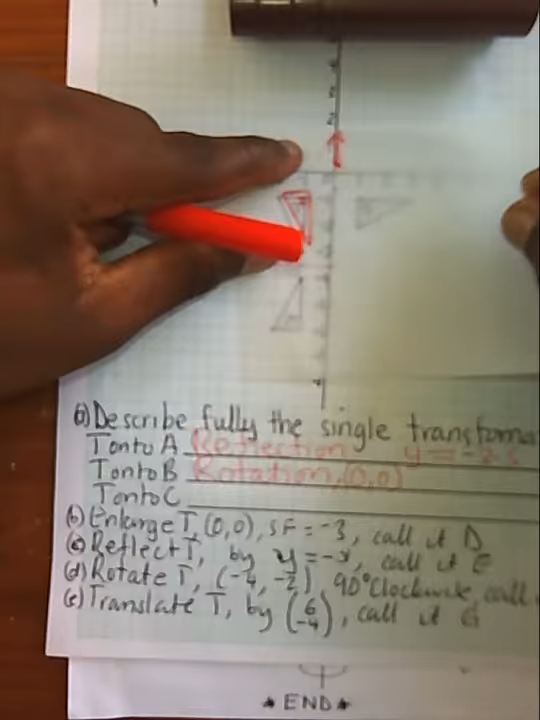 (a) Describe fully the single transforma
T onto A Reflection y = -3.5
T onto B Rotation, (0,0)
T onto C
(b) Enlarge T, (0,0), SF = -3, call it D
(c) Reflect T, by y = -x, call it E
(d) Rotate T, (-4, -2), 90° Clockwise, call
(e) Translate T, by (6 -4), call it G
* END *